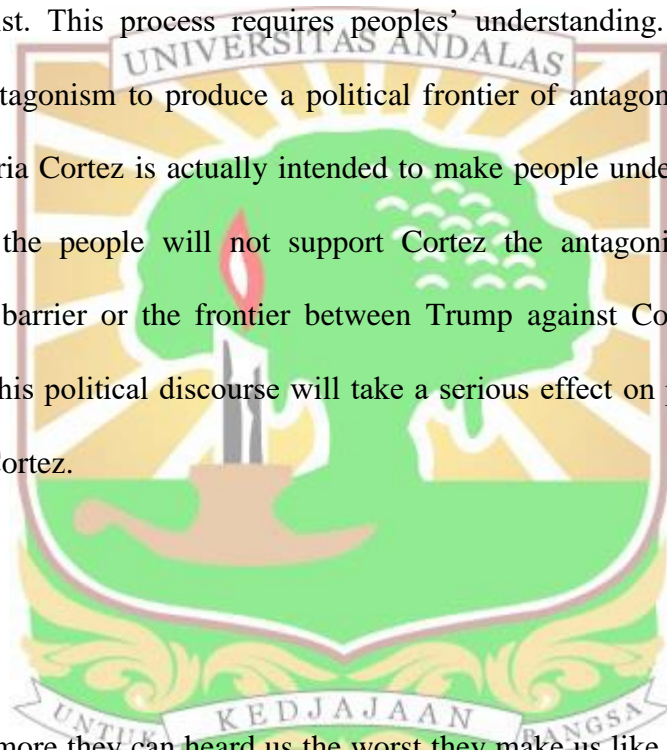 ist. This process requires peoples’ understanding.
UNIVERSITAS ANDALAS
tagonism to produce a political frontier of antagon
ria Cortez is actually intended to make people unde
the people will not support Cortez the antagoni
barrier or the frontier between Trump against Co
his political discourse will take a serious effect on
Cortez.
UNTUK KEDJAJAAN BANGSA
more they can heard us the worst they make us like